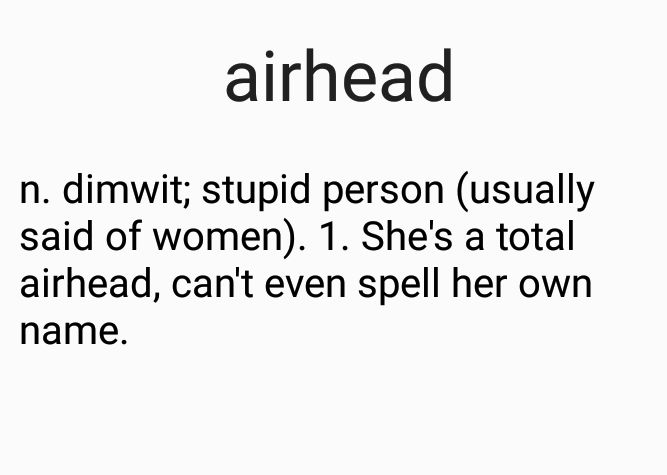 airhead
n. dimwit; stupid person (usually
said of women). 1. She's a total
airhead, can't even spell her own
name.